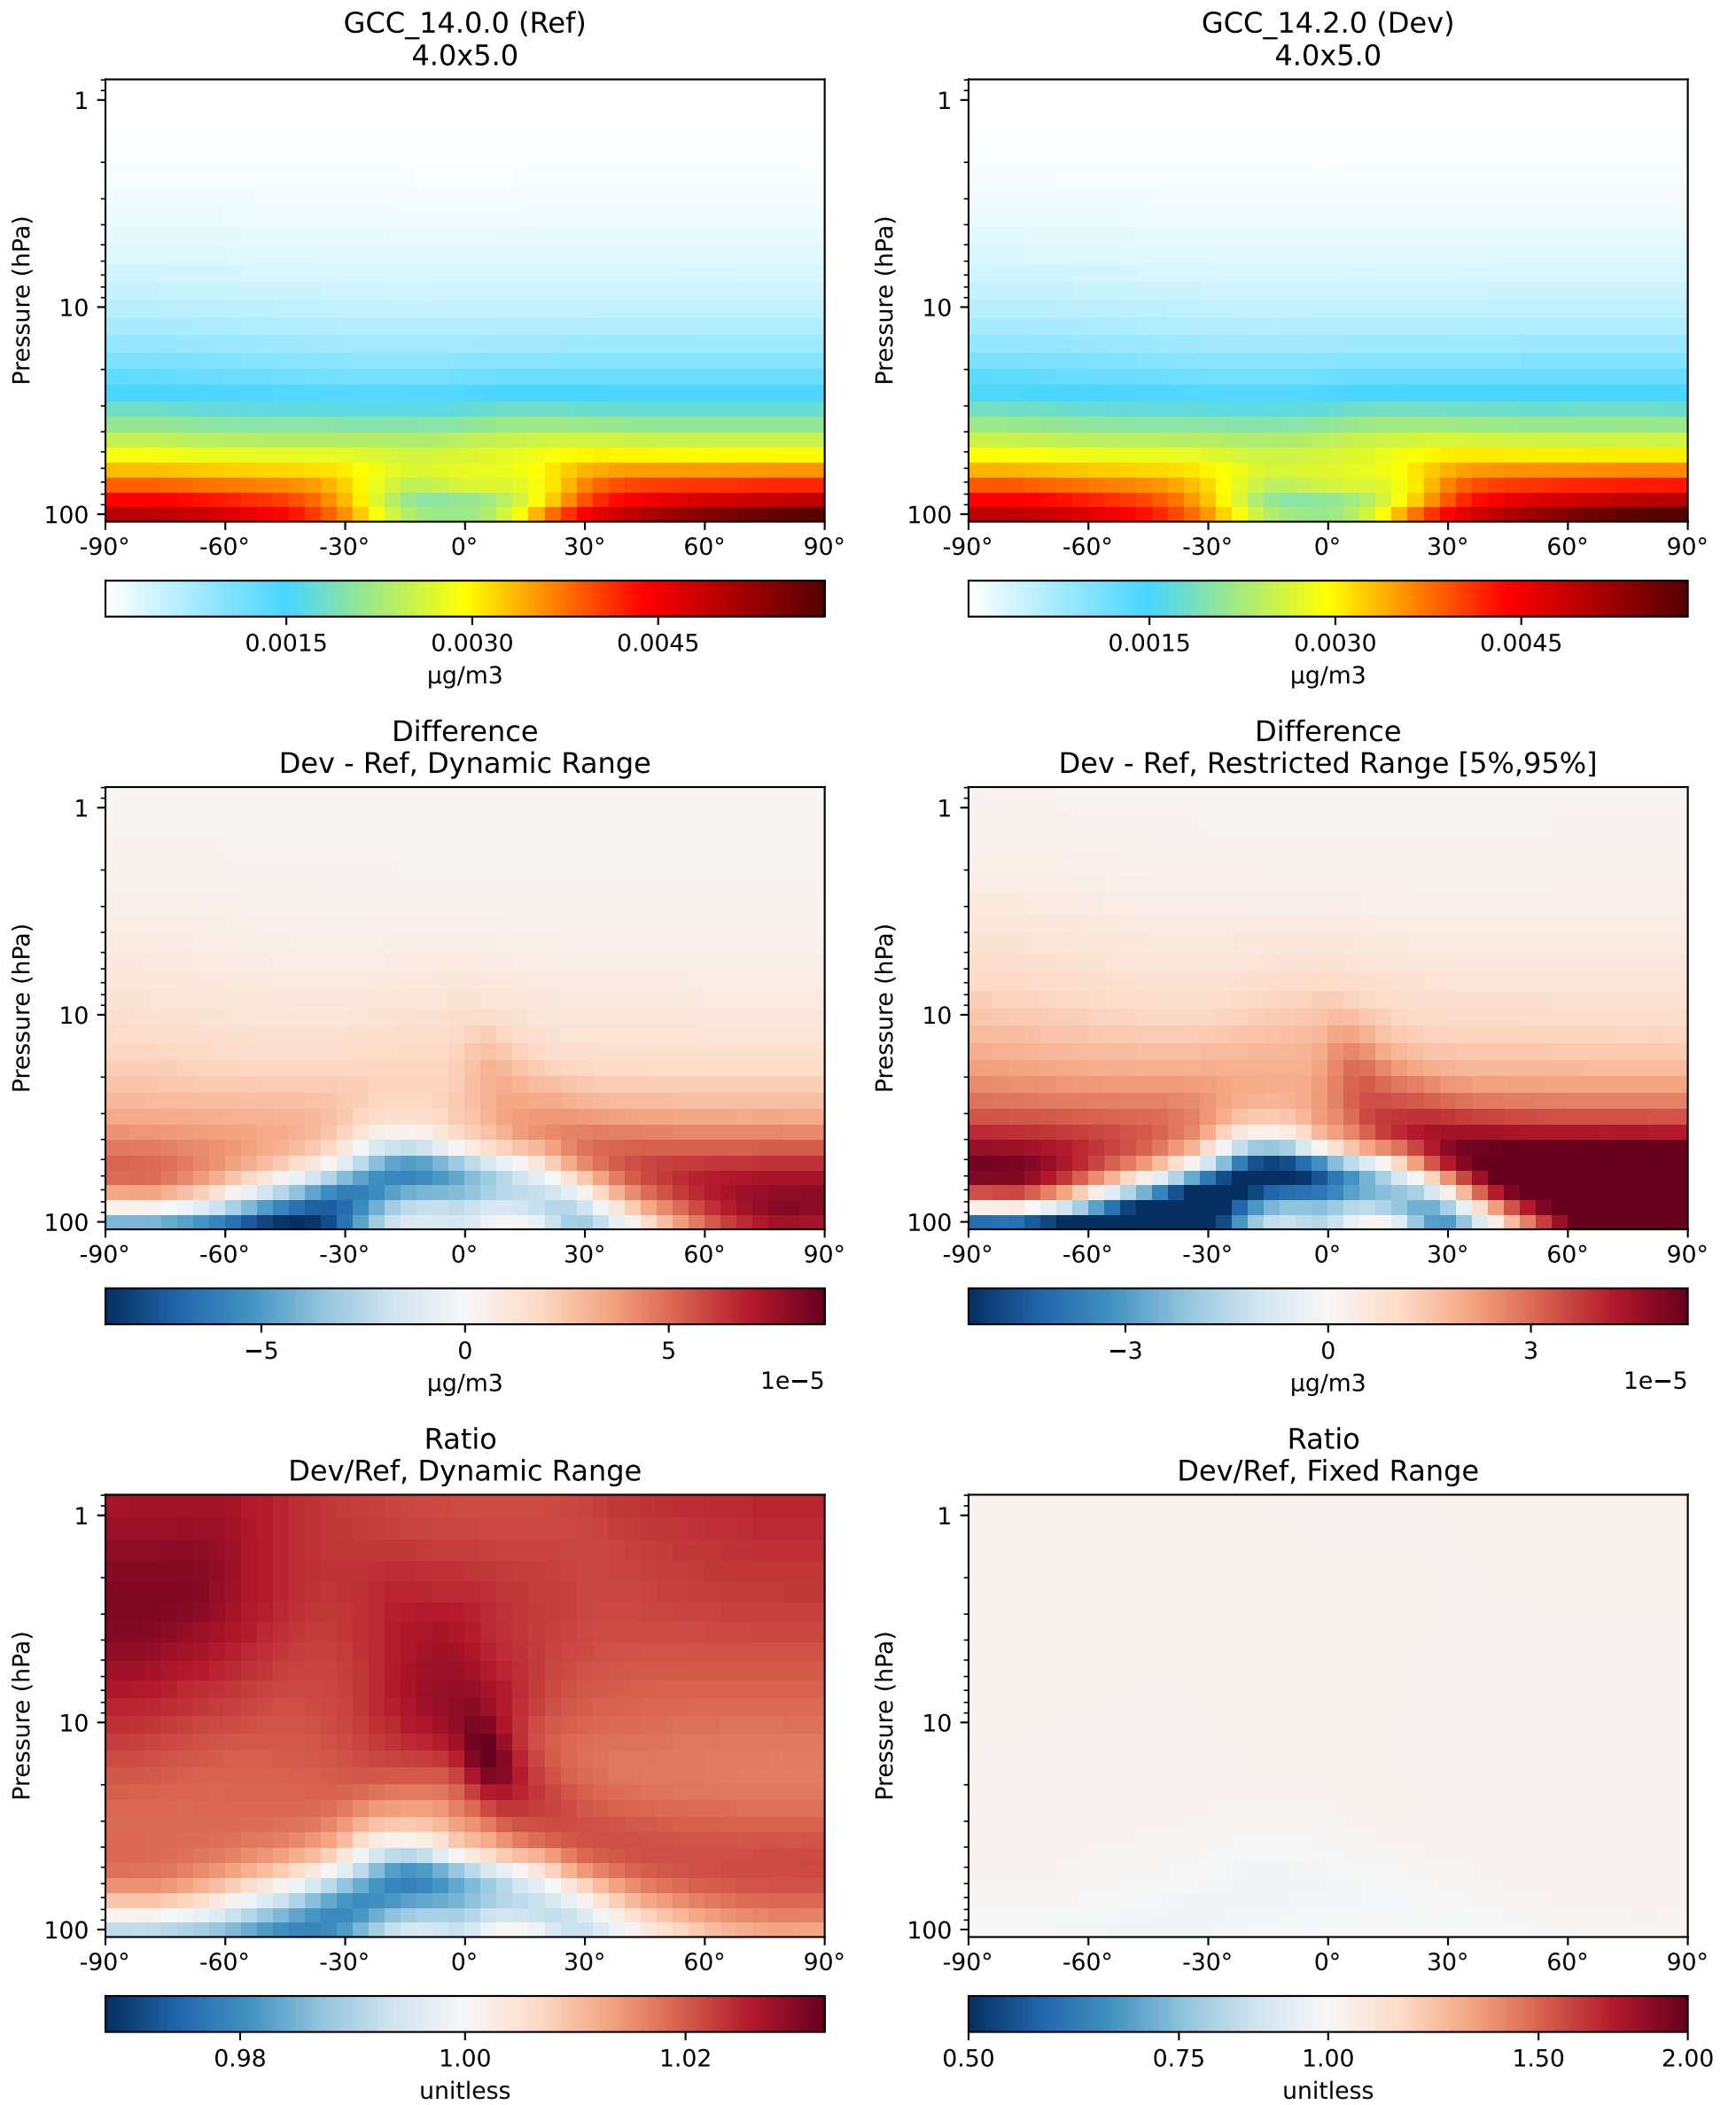 GCC_14.0.0 (Ref)
4.0x5.0
Pressure (hPa)
1
10
100
-90° -60° -30° 0° 30° 60° 90°
0.0015 0.0030 0.0045
µg/m3
GCC_14.2.0 (Dev)
4.0x5.0
Pressure (hPa)
1
10
100
-90° -60° -30° 0° 30° 60° 90°
0.0015 0.0030 0.0045
µg/m3
Difference
Dev - Ref, Dynamic Range
Pressure (hPa)
1
10
100
-90° -60° -30° 0° 30° 60° 90°
−5 0 5
µg/m3
1e−5
Difference
Dev - Ref, Restricted Range [5%,95%]
Pressure (hPa)
1
10
100
-90° -60° -30° 0° 30° 60° 90°
−3 0 3
µg/m3
1e−5
Ratio
Dev/Ref, Dynamic Range
Pressure (hPa)
1
10
100
-90° -60° -30° 0° 30° 60° 90°
0.98 1.00 1.02
unitless
Ratio
Dev/Ref, Fixed Range
Pressure (hPa)
1
10
100
-90° -60° -30° 0° 30° 60° 90°
0.50 0.75 1.00 1.50 2.00
unitless